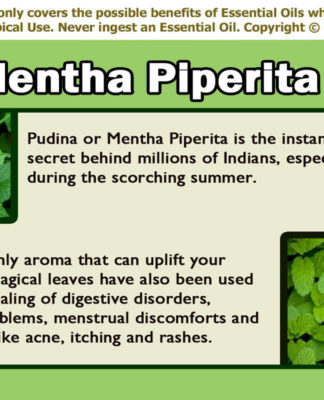 only covers the possible benefits of Essential Oils wh
pical Use. Never ingest an Essential Oil. Copyright ©
Mentha Piperita
Pudina or Mentha Piperita is the instan
secret behind millions of Indians, espec
during the scorching summer.
nly aroma that can uplift your
agical leaves have also been used
aling of digestive disorders,
oblems, menstrual discomforts and
like acne, itching and rashes.